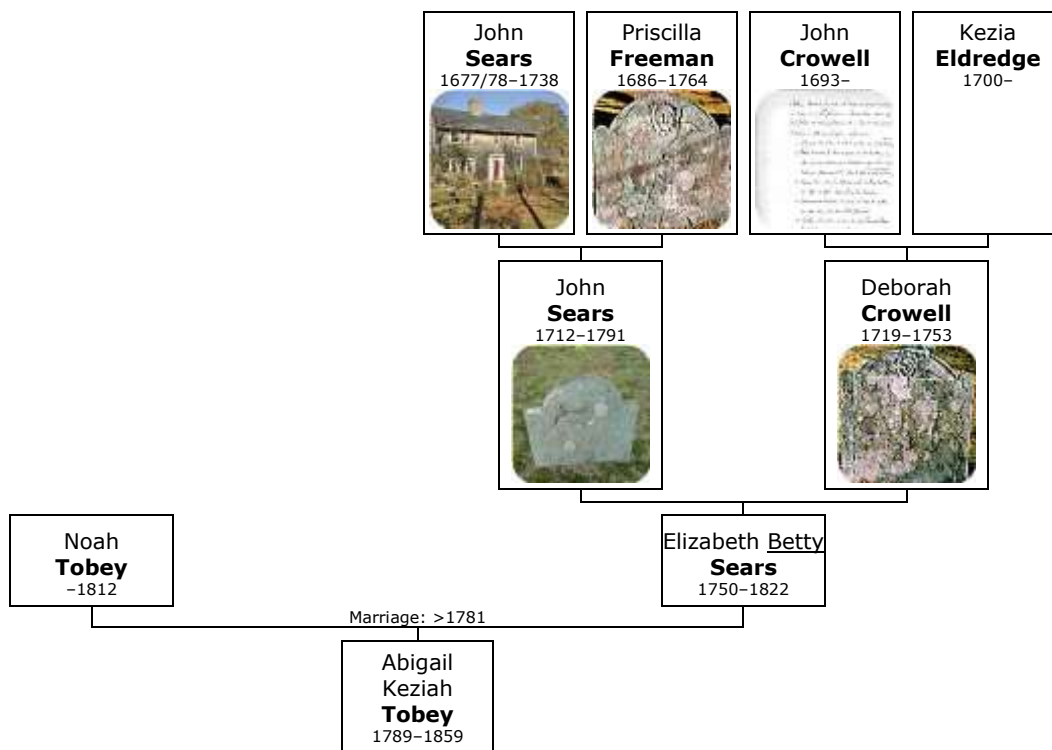 John
Sears
1677/78–1738
Priscilla
Freeman
1686–1764
John
Crowell
1693–
Kezia
Eldredge
1700–
John
Sears
1712–1791
Deborah
Crowell
1719–1753
Noah
Tobey
–1812
Elizabeth Betty
Sears
1750–1822
Marriage: >1781
Abigail
Keziah
Tobey
1789–1859